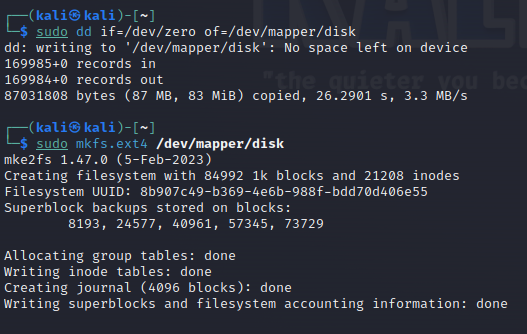 ┌──(kali㉿kali)-[~]
└─$ sudo dd if=/dev/zero of=/dev/mapper/disk
dd: writing to '/dev/mapper/disk': No space left on device
169985+0 records in
169984+0 records out
87031808 bytes (87 MB, 83 MiB) copied, 26.2901 s, 3.3 MB/s

┌──(kali㉿kali)-[~]
└─$ sudo mkfs.ext4 /dev/mapper/disk
mke2fs 1.47.0 (5-Feb-2023)
Creating filesystem with 84992 1k blocks and 21208 inodes
Filesystem UUID: 8b907c49-b369-4e6b-988f-bdd70d406e55
Superblock backups stored on blocks:
        8193, 24577, 40961, 57345, 73729

Allocating group tables: done
Writing inode tables: done
Creating journal (4096 blocks): done
Writing superblocks and filesystem accounting information: done
"the quieter you bec